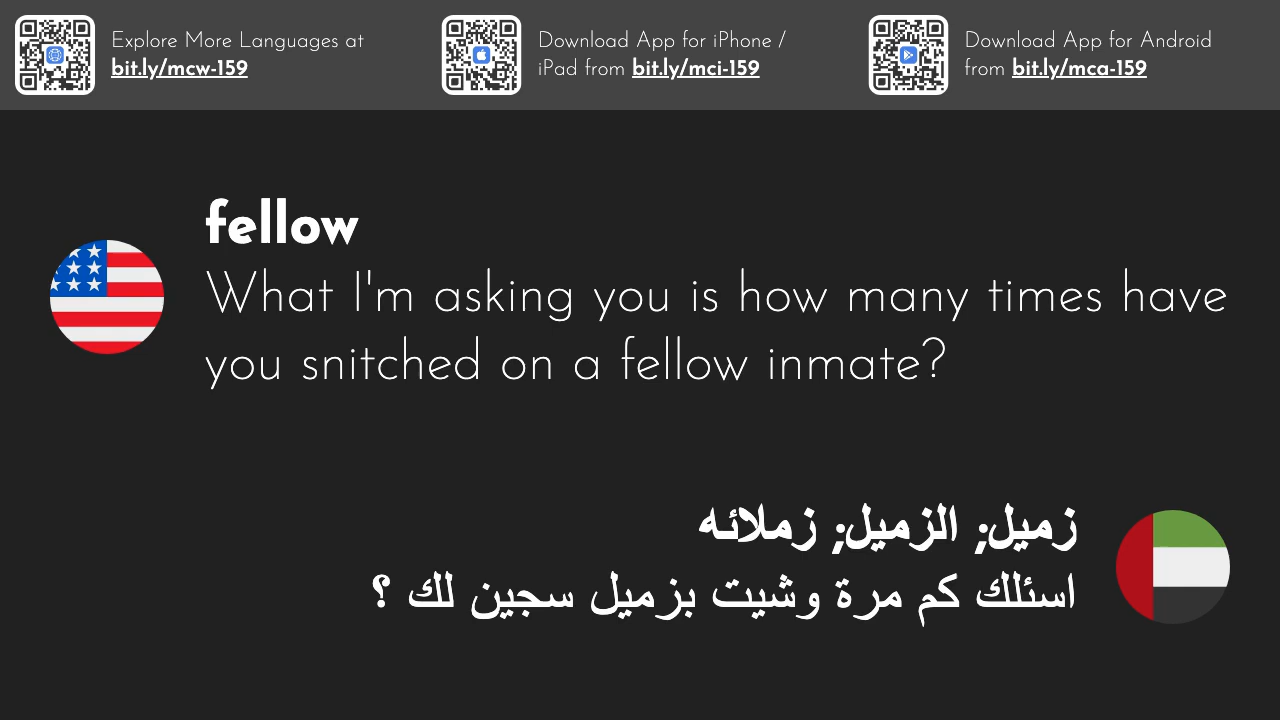 Explore More Languages at
bit.ly/mcw-159
Download App for iPhone /
iPad from bit.ly/mci-159
Download App for Android
from bit.ly/mca-159
fellow
What I'm asking you is how many times have
you snitched on a fellow inmate?
زميل; الزميل; زملائه
اسئلك كم مرة وشيت بزميل سجين لك ؟